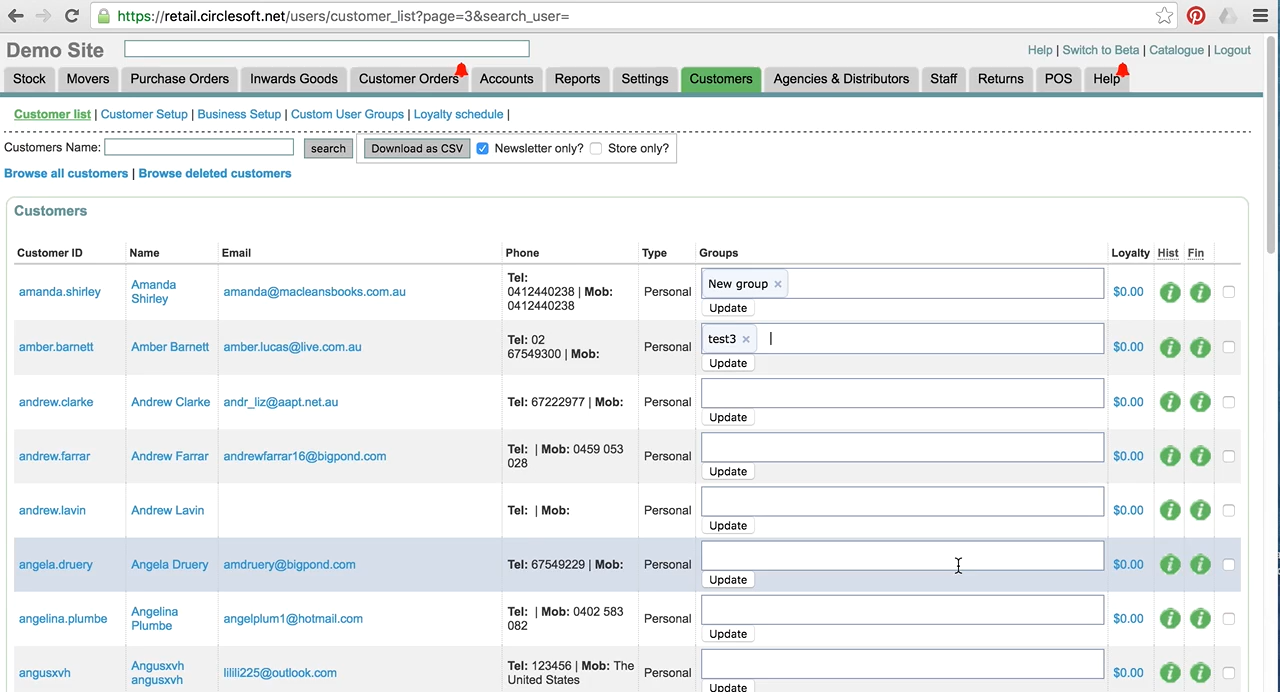 https://retail.circlesoft.net/users/customer_list?page=3&search_user=
Demo Site
Help | Switch to Beta | Catalogue | Logout
Stock Movers Purchase Orders Inwards Goods Customer Orders Accounts Reports Settings Customers Agencies & Distributors Staff Returns POS Help
Customer list | Customer Setup | Business Setup | Custom User Groups | Loyalty schedule |
Customers Name: search Download as CSV Newsletter only? Store only?
Browse all customers | Browse deleted customers
Customers
Customer ID Name Email Phone Type Groups Loyalty Hist Fin
amanda.shirley Amanda Shirley amanda@macleansbooks.com.au Tel: 0412440238 | Mob: 0412440238 Personal New group × $0.00 i i
Update
amber.barnett Amber Barnett amber.lucas@live.com.au Tel: 02 67549300 | Mob: Personal test3 × $0.00 i i
Update
andrew.clarke Andrew Clarke andr_liz@aapt.net.au Tel: 67222977 | Mob: Personal $0.00 i i
Update
andrew.farrar Andrew Farrar andrewfarrar16@bigpond.com Tel: | Mob: 0459 053 028 Personal $0.00 i i
Update
andrew.lavin Andrew Lavin Tel: | Mob: Personal $0.00 i i
Update
angela.druery Angela Druery amdruery@bigpond.com Tel: 67549229 | Mob: Personal $0.00 i i
Update
angelina.plumbe Angelina Plumbe angelplum1@hotmail.com Tel: | Mob: 0402 583 082 Personal $0.00 i i
Update
angusxvh Angusxvh angusxvh lilili225@outlook.com Tel: 123456 | Mob: The United States Personal $0.00 i i
Update